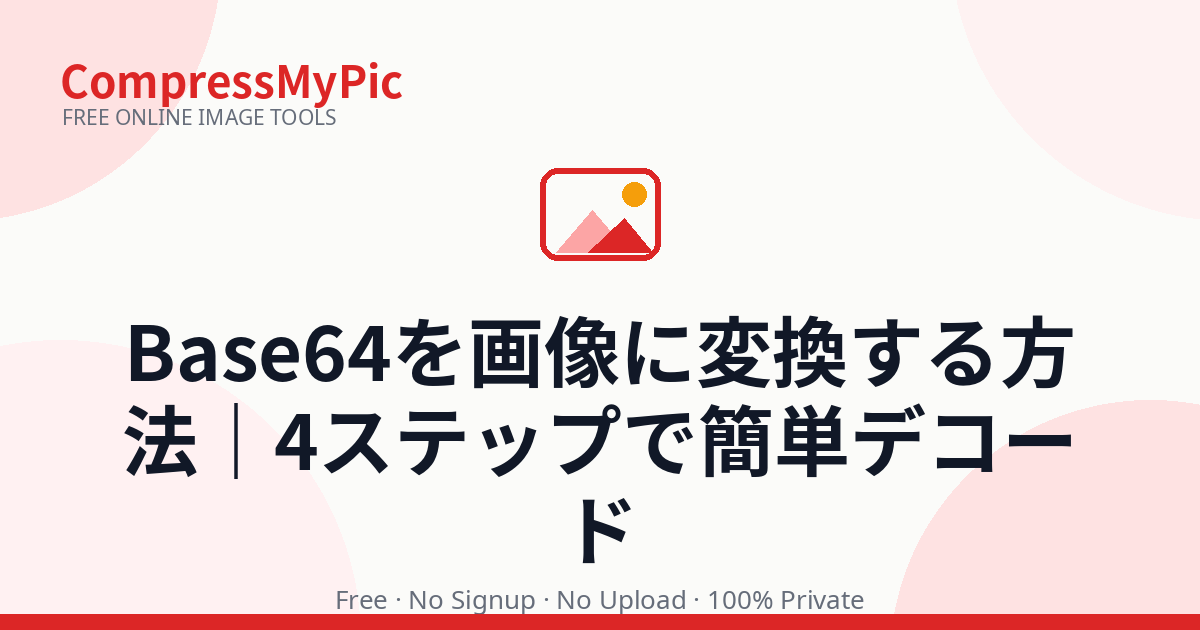 CompressMyPic
FREE ONLINE IMAGE TOOLS
Base64を画像に変換する方
法｜4ステップで簡単デコー
ド
Free · No Signup · No Upload · 100% Private